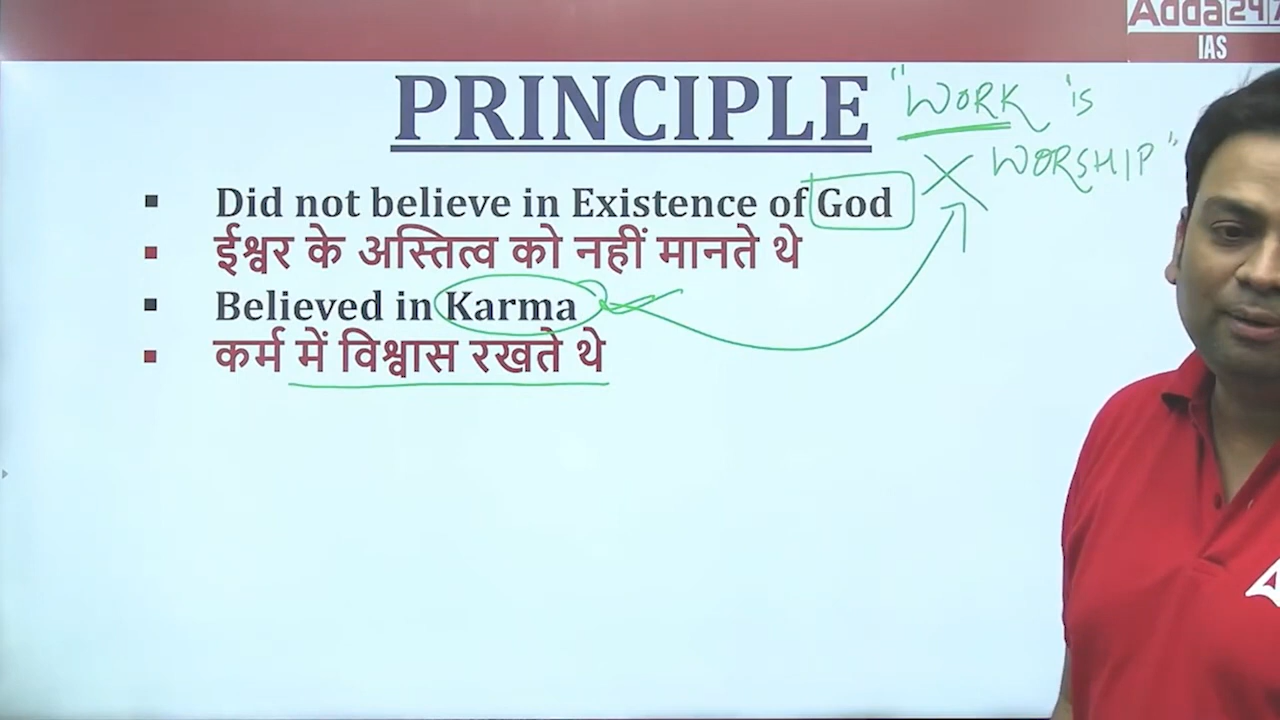 Adda247
IAS
PRINCIPLE
"WORK is
WORSHIP"
Did not believe in Existence of God
ईश्वर के अस्तित्व को नहीं मानते थे
Believed in Karma
कर्म में विश्वास रखते थे